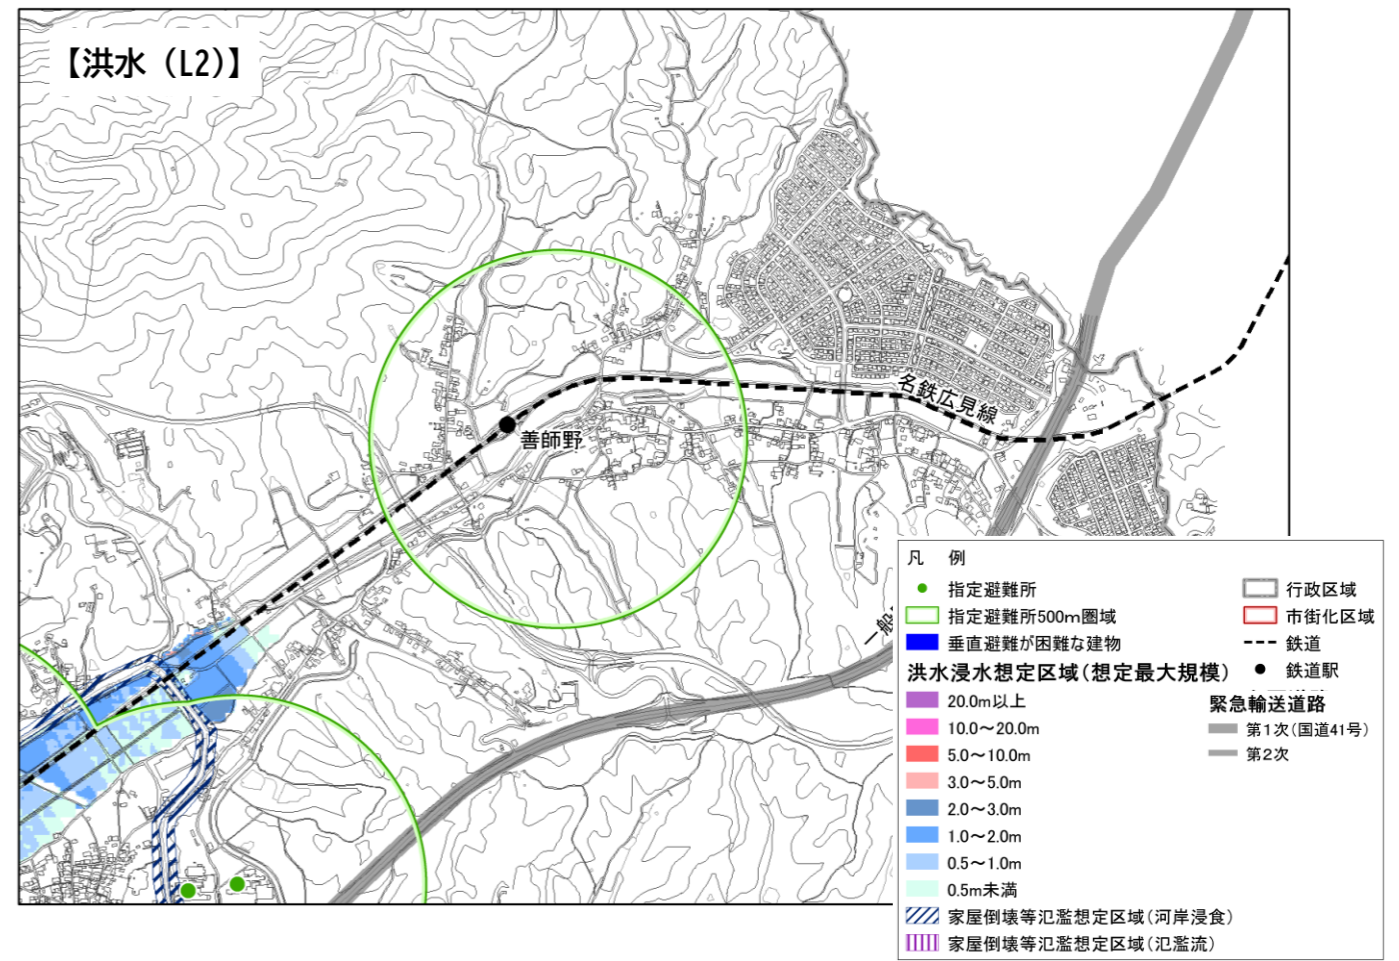 【洪水（L2）】
名鉄広見線
善師野
一般
凡 例
指定避難所
指定避難所500m圏域
垂直避難が困難な建物
洪水浸水想定区域（想定最大規模）
20.0m以上
10.0～20.0m
5.0～10.0m
3.0～5.0m
2.0～3.0m
1.0～2.0m
0.5～1.0m
0.5m未満
家屋倒壊等氾濫想定区域（河岸浸食）
家屋倒壊等氾濫想定区域（氾濫流）
行政区域
市街化区域
鉄道
鉄道駅
緊急輸送道路
第１次（国道41号）
第２次